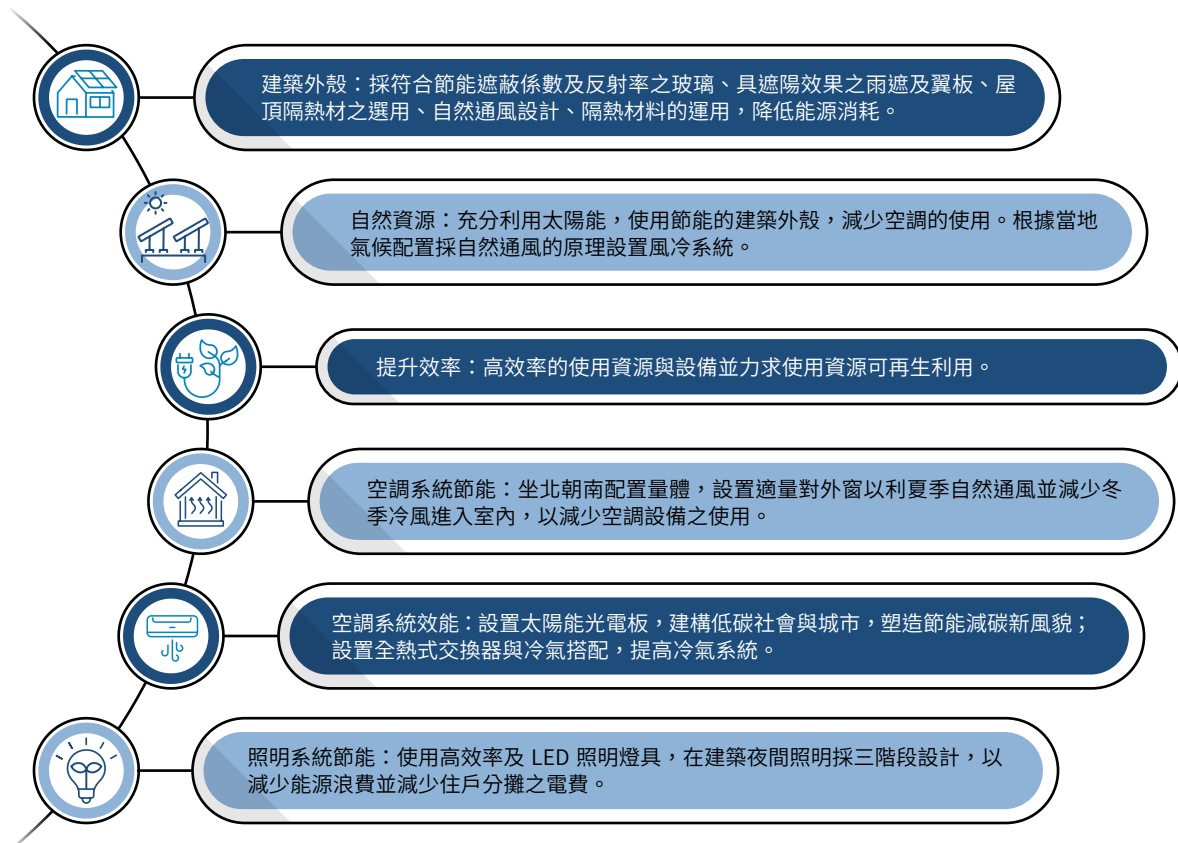 建築外殼：採符合節能遮蔽係數及反射率之玻璃、具遮陽效果之雨遮及翼板、屋
頂隔熱材之選用、自然通風設計、隔熱材料的運用，降低能源消耗。
自然資源：充分利用太陽能，使用節能的建築外殼，減少空調的使用。根據當地
氣候配置採自然通風的原理設置風冷系統。
提升效率：高效率的使用資源與設備並力求使用資源可再生利用。
空調系統節能：坐北朝南配置量體，設置適量對外窗以利夏季自然通風並減少冬
季冷風進入室內，以減少空調設備之使用。
空調系統效能：設置太陽能光電板，建構低碳社會與城市，塑造節能減碳新風貌；
設置全熱式交換器與冷氣搭配，提高冷氣系統。
照明系統節能：使用高效率及 LED 照明燈具，在建築夜間照明採三階段設計，以
減少能源浪費並減少住戶分攤之電費。